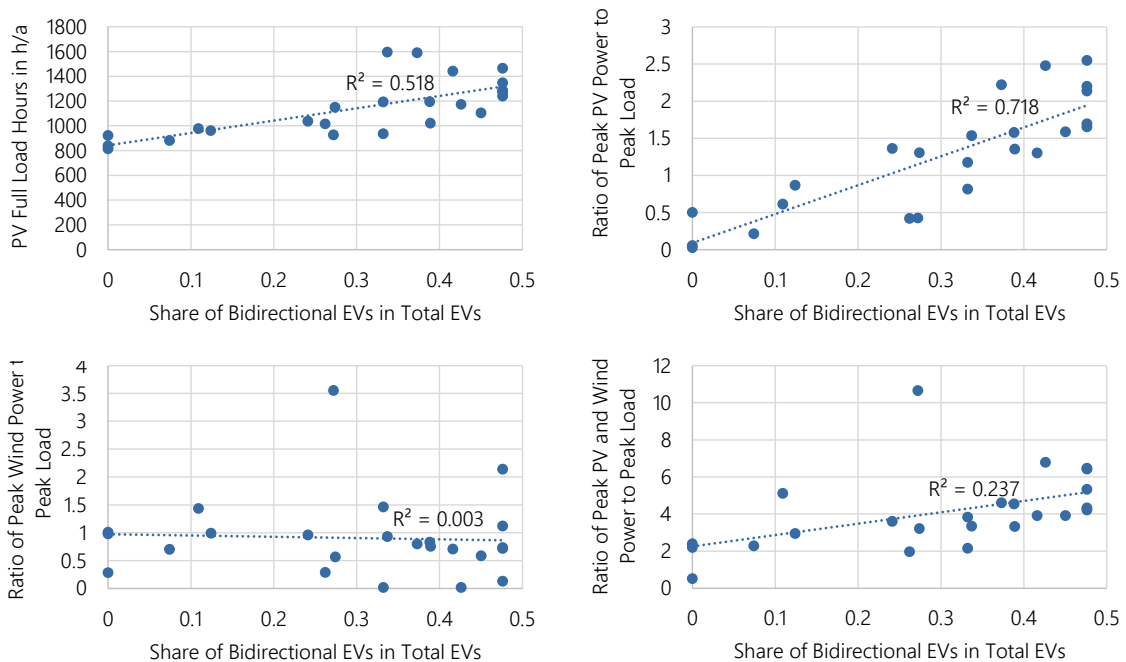 PV Full Load Hours in h/a
1800
1600
1400
1200
1000
800
600
400
200
0
R² = 0.518
0 0.1 0.2 0.3 0.4 0.5
Share of Bidirectional EVs in Total EVs
Ratio of Peak PV Power to
Peak Load
3
2.5
2
1.5
1
0.5
0
R² = 0.718
0 0.1 0.2 0.3 0.4 0.5
Share of Bidirectional EVs in Total EVs
Ratio of Peak Wind Power t
Peak Load
4
3.5
3
2.5
2
1.5
1
0.5
0
R² = 0.003
0 0.1 0.2 0.3 0.4 0.5
Share of Bidirectional EVs in Total EVs
Ratio of Peak PV and Wind
Power to Peak Load
12
10
8
6
4
2
0
R² = 0.237
0 0.1 0.2 0.3 0.4 0.5
Share of Bidirectional EVs in Total EVs